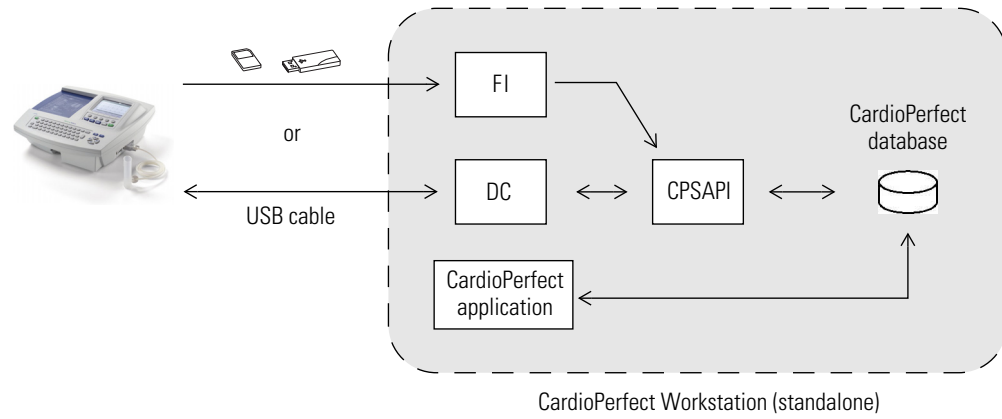 FI
or
CardioPerfect
database
DC
CPSAPI
USB cable
CardioPerfect
application
CardioPerfect Workstation (standalone)